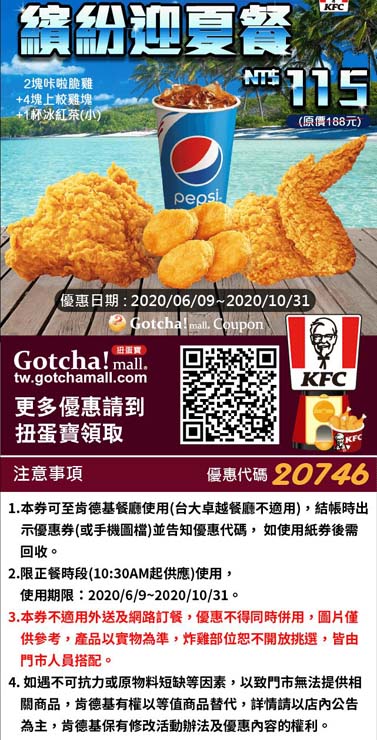 繽紛迎夏餐
KFC
2塊咔啦脆雞
+4塊上校雞塊
+1杯冰紅茶(小)
NT$ 115
(原價188元)
pepsi
優惠日期 : 2020/06/09~2020/10/31
Gotcha! mall. Coupon
Gotcha! mall. 扭蛋寶
tw.gotchamall.com
更多優惠請到
扭蛋寶領取
KFC
KFC
注意事項
優惠代碼 20746
1.本券可至肯德基餐廳使用(台大卓越餐廳不適用)，結帳時出
示優惠券(或手機圖檔)並告知優惠代碼， 如使用紙券後需
回收。
2.限正餐時段(10:30AM起供應)使用，
使用期限：2020/6/9~2020/10/31。
3.本券不適用外送及網路訂餐，優惠不得同時併用，圖片僅
供參考，產品以實物為準，炸雞部位恕不開放挑選，皆由
門市人員搭配。
4. 如遇不可抗力或原物料短缺等因素，以致門市無法提供相
關商品，肯德基有權以等值商品替代，詳情請以店內公告
為主，肯德基保有修改活動辦法及優惠內容的權利。